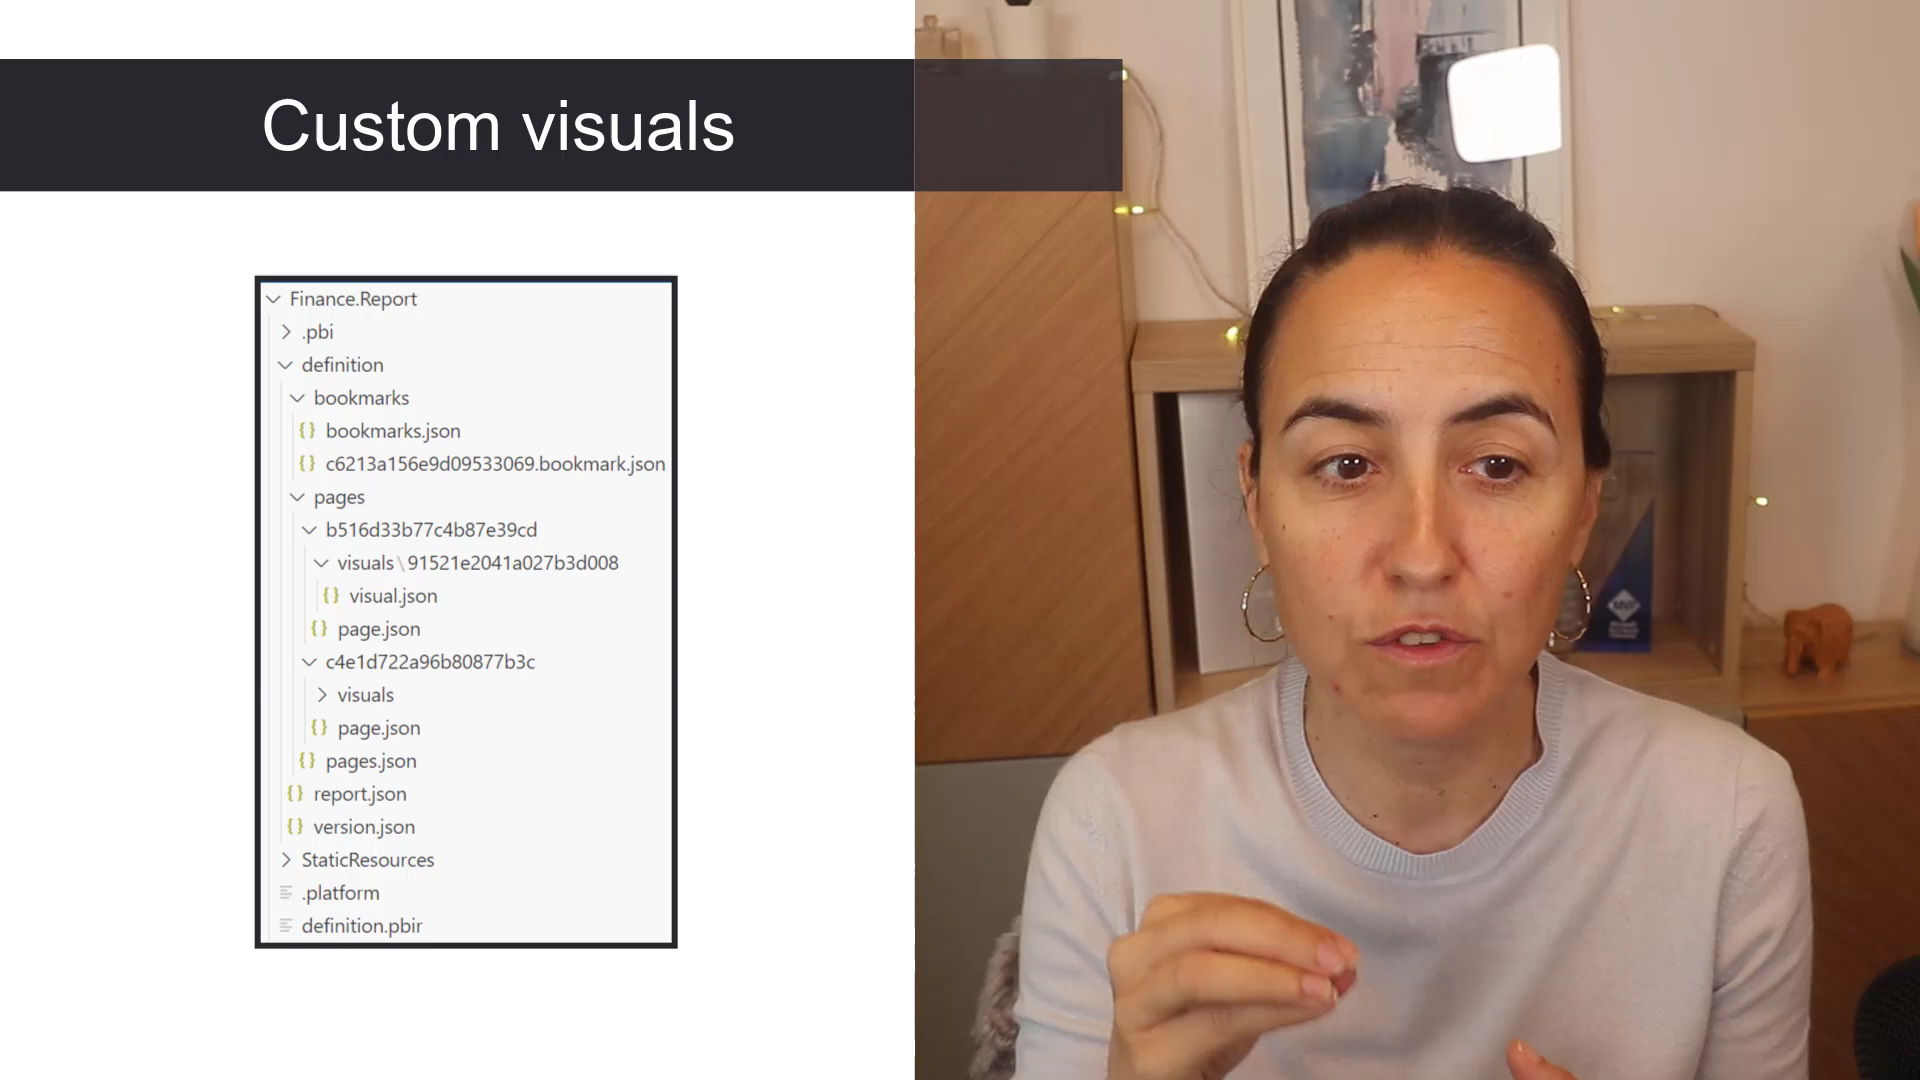 Custom visuals
Finance.Report
.pbi
definition
bookmarks
bookmarks.json
c6213a156e9d09533069.bookmark.json
pages
b516d33b77c4b87e39cd
visuals\91521e2041a027b3d008
visual.json
page.json
c4e1d722a96b80877b3c
visuals
page.json
pages.json
report.json
version.json
StaticResources
.platform
definition.pbir
MVP